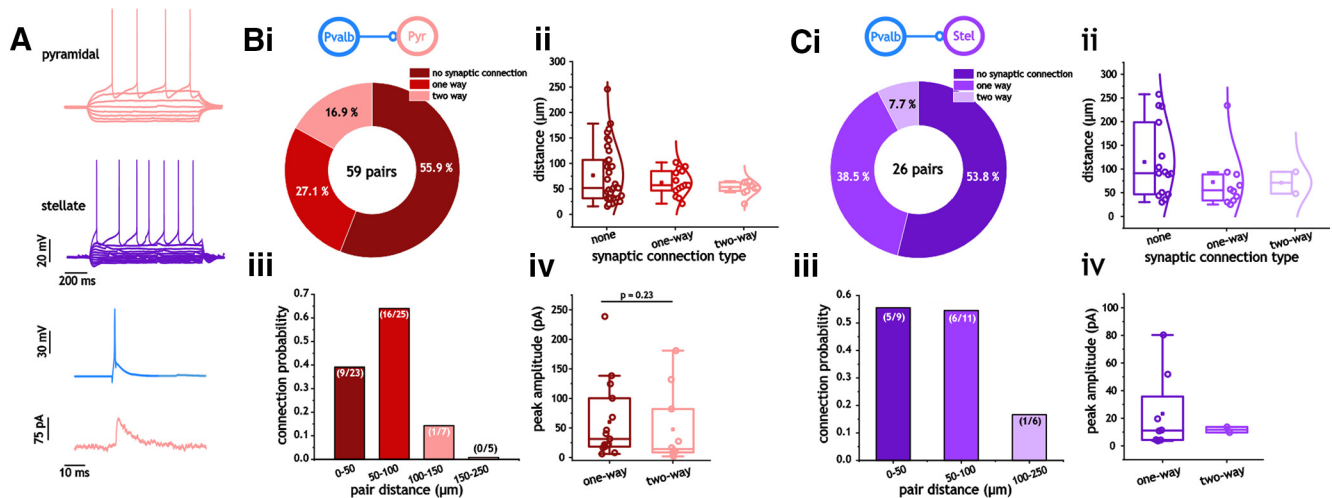 A
pyramidal
stellate
20 mV
200 ms
30 mV
75 pA
10 ms
Bi
Pvalb
Pyr
no synaptic connection
one way
two way
16.9 %
27.1 %
55.9 %
59 pairs
ii
distance (µm)
300
250
200
150
100
50
0
none
one-way
two-way
synaptic connection type
iii
connection probability
0.7
0.6
0.5
0.4
0.3
0.2
0.1
0.0
(9/23)
(16/25)
(1/7)
(0/5)
0-50
50-100
100-150
150-250
pair distance (µm)
iv
peak amplitude (pA)
p = 0.23
250
200
150
100
50
0
one-way
two-way
Ci
Pvalb
Stel
no synaptic connection
one way
two way
7.7 %
38.5 %
53.8 %
26 pairs
ii
distance (µm)
300
250
200
150
100
50
0
none
one-way
two-way
synaptic connection type
iii
connection probability
0.6
0.5
0.4
0.3
0.2
0.1
0.0
(5/9)
(6/11)
(1/6)
0-50
50-100
100-250
pair distance (µm)
iv
peak amplitude (pA)
100
80
60
40
20
0
one-way
two-way